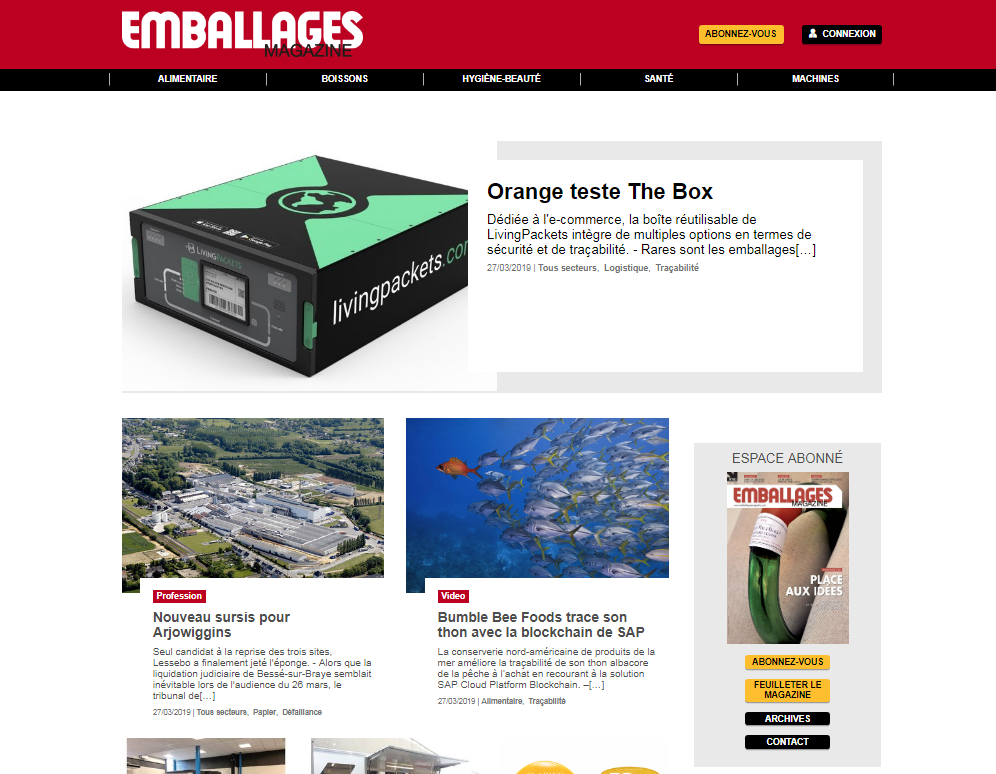 EMBALLAGES
MAGAZINE
ABONNEZ-VOUS
CONNEXION
ALIMENTAIRE
BOISSONS
HYGIÈNE-BEAUTÉ
SANTÉ
MACHINES
LIVINGPACKETS
livingpackets.co
Orange teste The Box
Dédiée à l'e-commerce, la boîte réutilisable de
LivingPackets intègre de multiples options en termes de
sécurité et de traçabilité. - Rares sont les emballages[…]
27/03/2019 | Tous secteurs, Logistique, Traçabilité
Profession
Nouveau sursis pour
Arjowiggins
Seul candidat à la reprise des trois sites,
Lessebo a finalement jeté l'éponge. - Alors que la
liquidation judiciaire de Bessé-sur-Braye semblait
inévitable lors de l'audience du 26 mars, le
tribunal de[…]
27/03/2019 | Tous secteurs, Papier, Défaillance
Video
Bumble Bee Foods trace son
thon avec la blockchain de SAP
La conserverie nord-américaine de produits de la
mer améliore la traçabilité de son thon albacore
de la pêche à l'achat en recourant à la solution
SAP Cloud Platform Blockchain. –[…]
27/03/2019 | Alimentaire, Traçabilité
ESPACE ABONNÉ
EMBALLAGES
MAGAZINE
PLACE
AUX IDÉES
ABONNEZ-VOUS
FEUILLETER LE
MAGAZINE
ARCHIVES
CONTACT